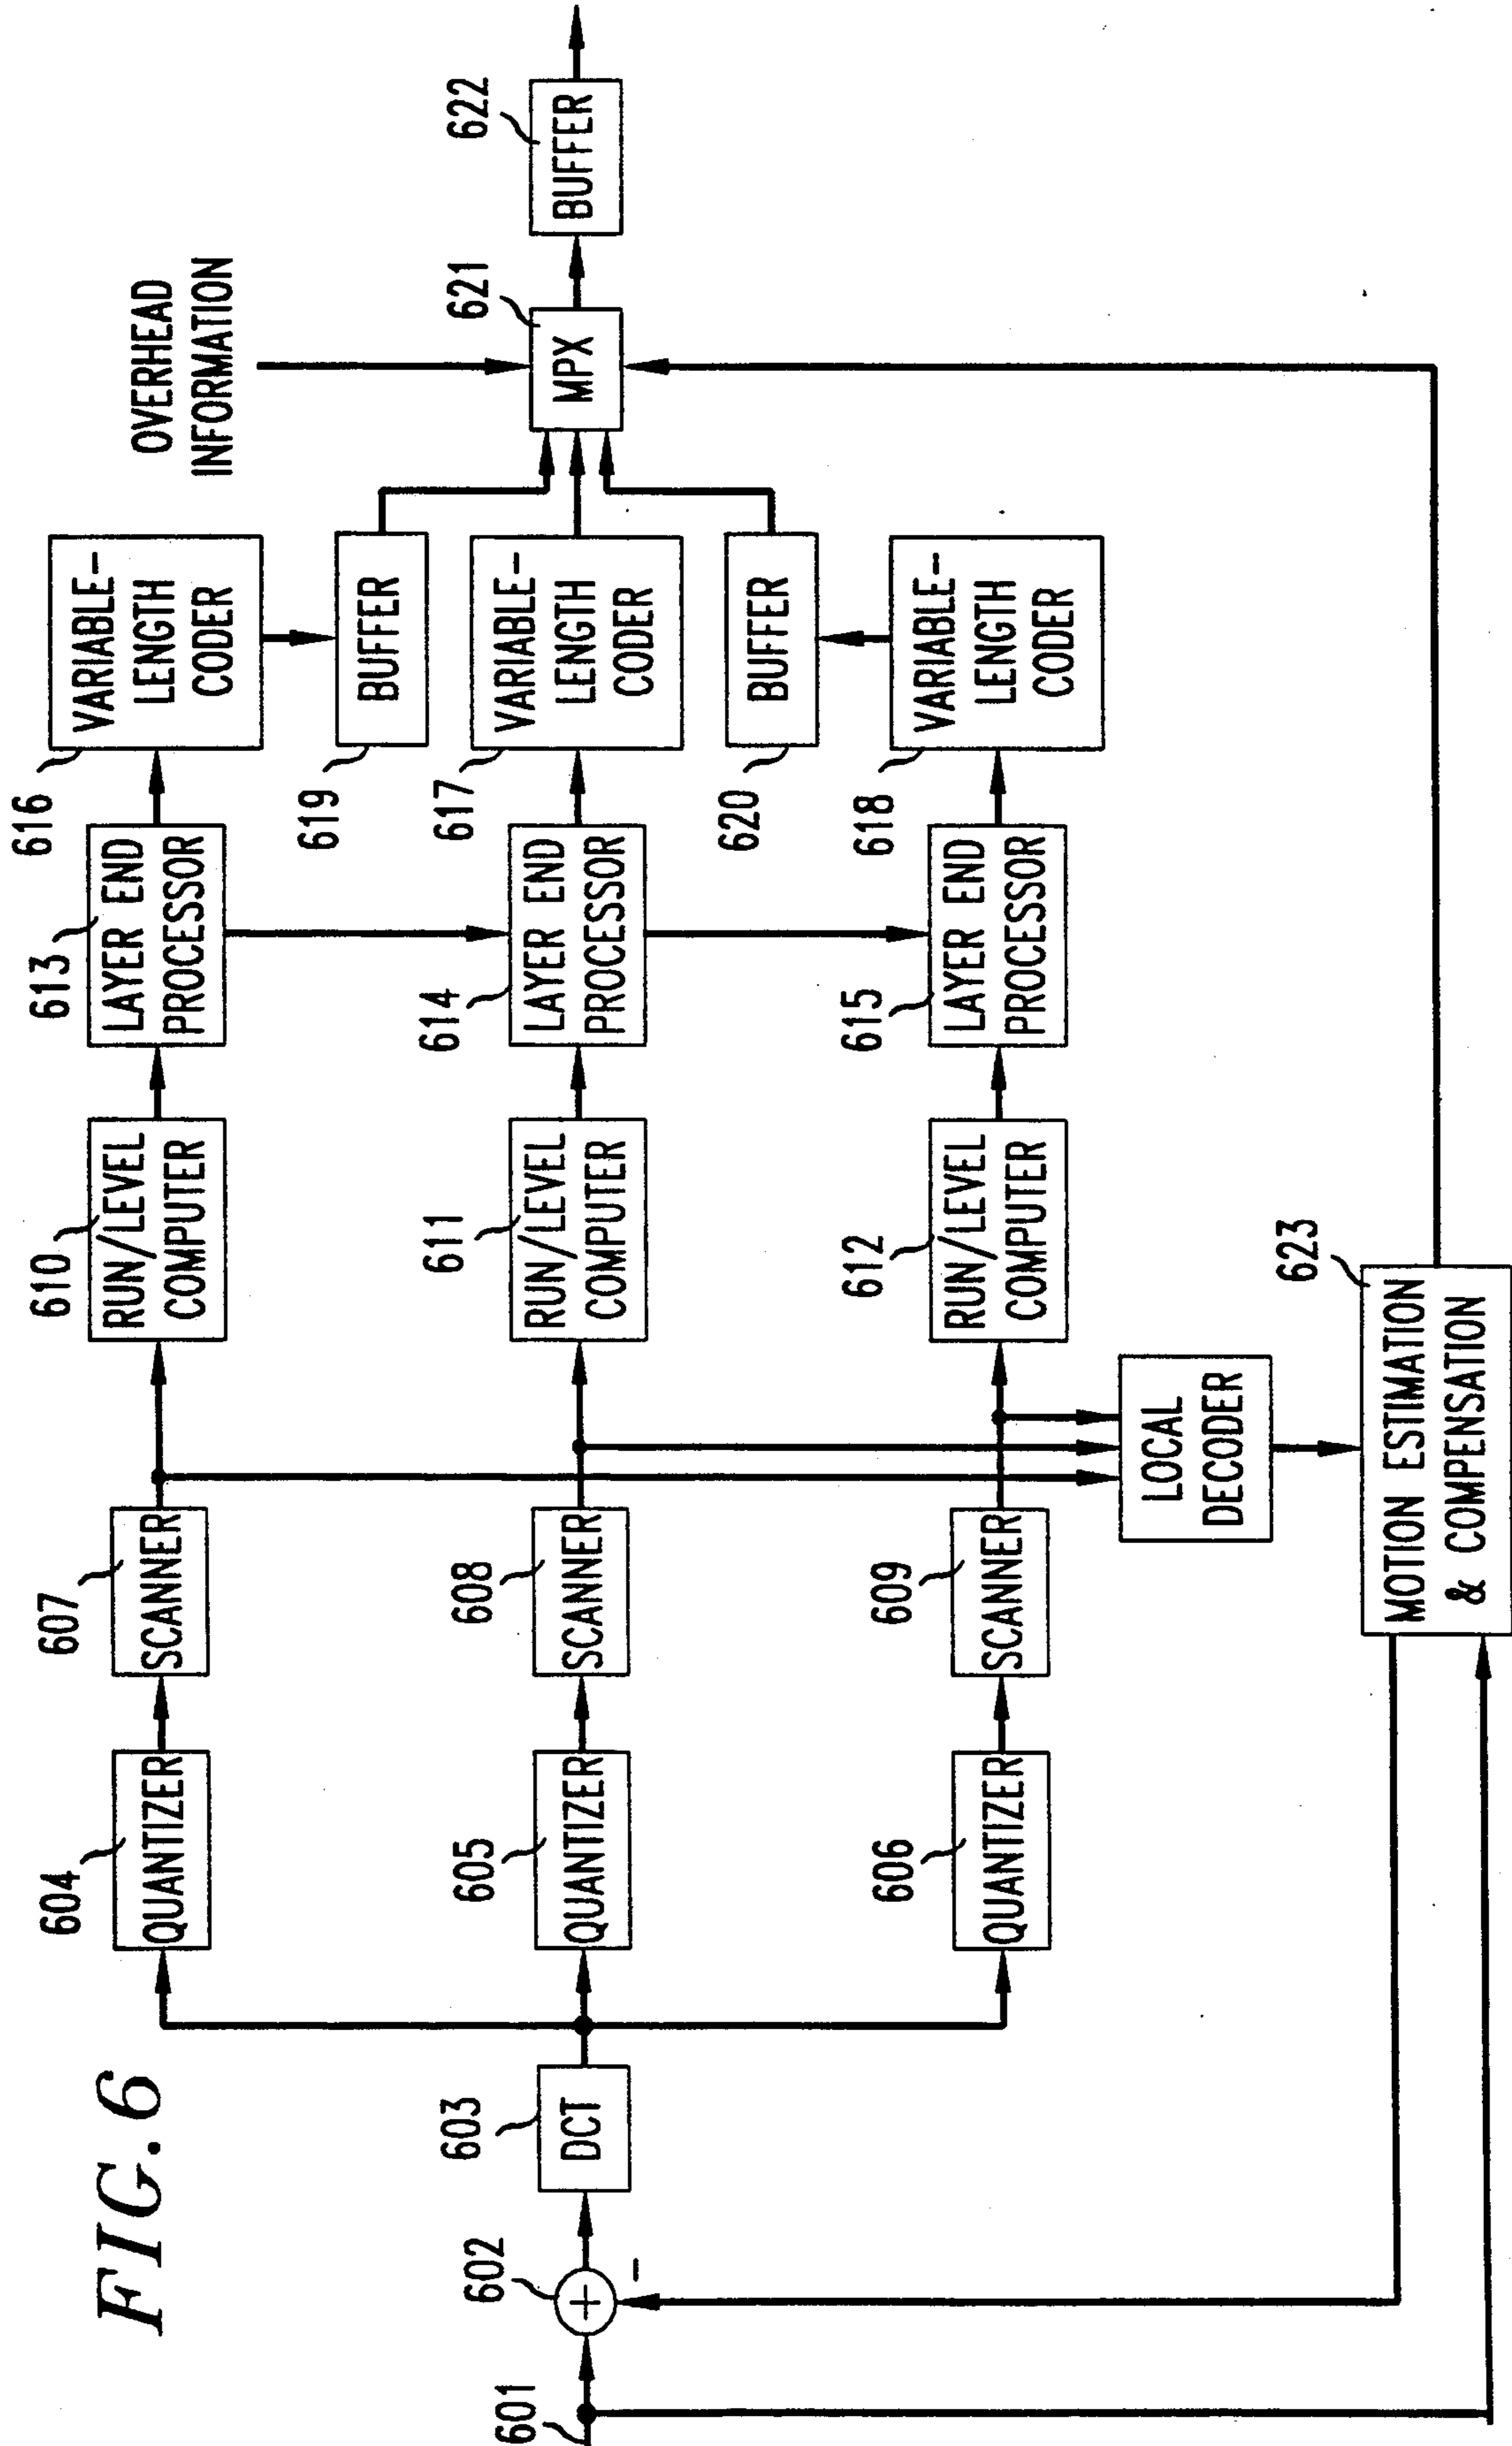 FIG. 6
601
602
+
-
603
DCT
604
QUANTIZER
605
QUANTIZER
606
QUANTIZER
607
SCANNER
608
SCANNER
609
SCANNER
LOCAL
DECODER
610
RUN/LEVEL
COMPUTER
611
RUN/LEVEL
COMPUTER
612
RUN/LEVEL
COMPUTER
613
LAYER END
PROCESSOR
614
LAYER END
PROCESSOR
615
LAYER END
PROCESSOR
616
VARIABLE-
LENGTH
CODER
619
BUFFER
617
VARIABLE-
LENGTH
CODER
620
BUFFER
618
VARIABLE-
LENGTH
CODER
OVERHEAD
INFORMATION
621
MPX
622
BUFFER
623
MOTION ESTIMATION
& COMPENSATION